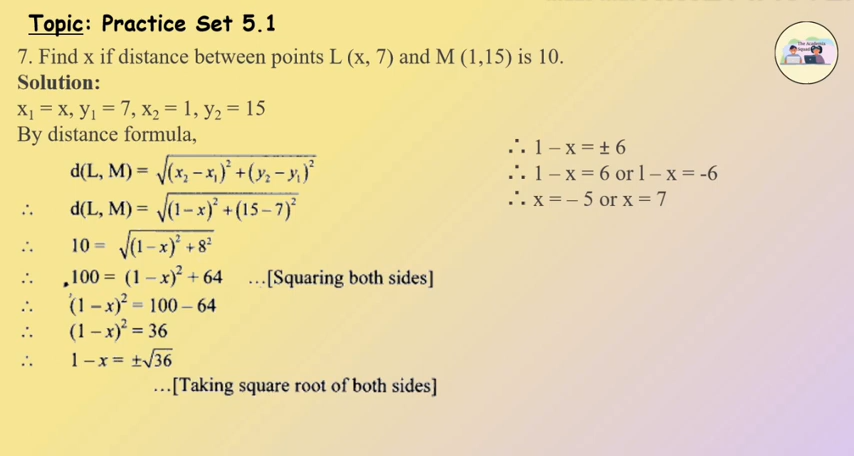 Topic: Practice Set 5.1
7. Find x if distance between points L (x, 7) and M (1,15) is 10.
Solution:
x₁ = x, y₁ = 7, x₂ = 1, y₂ = 15
By distance formula,
d(L, M) = √((x₂ – x₁)² + (y₂ – y₁)²)
∴ d(L, M) = √((1 – x)² + (15 – 7)²)
∴ 10 = √((1 – x)² + 8²)
∴ 100 = (1 – x)² + 64 …[Squaring both sides]
∴ (1 – x)² = 100 – 64
∴ (1 – x)² = 36
∴ 1 – x = ±√36
…[Taking square root of both sides]
∴ 1 – x = ± 6
∴ 1 – x = 6 or 1 – x = -6
∴ x = – 5 or x = 7
The Academic